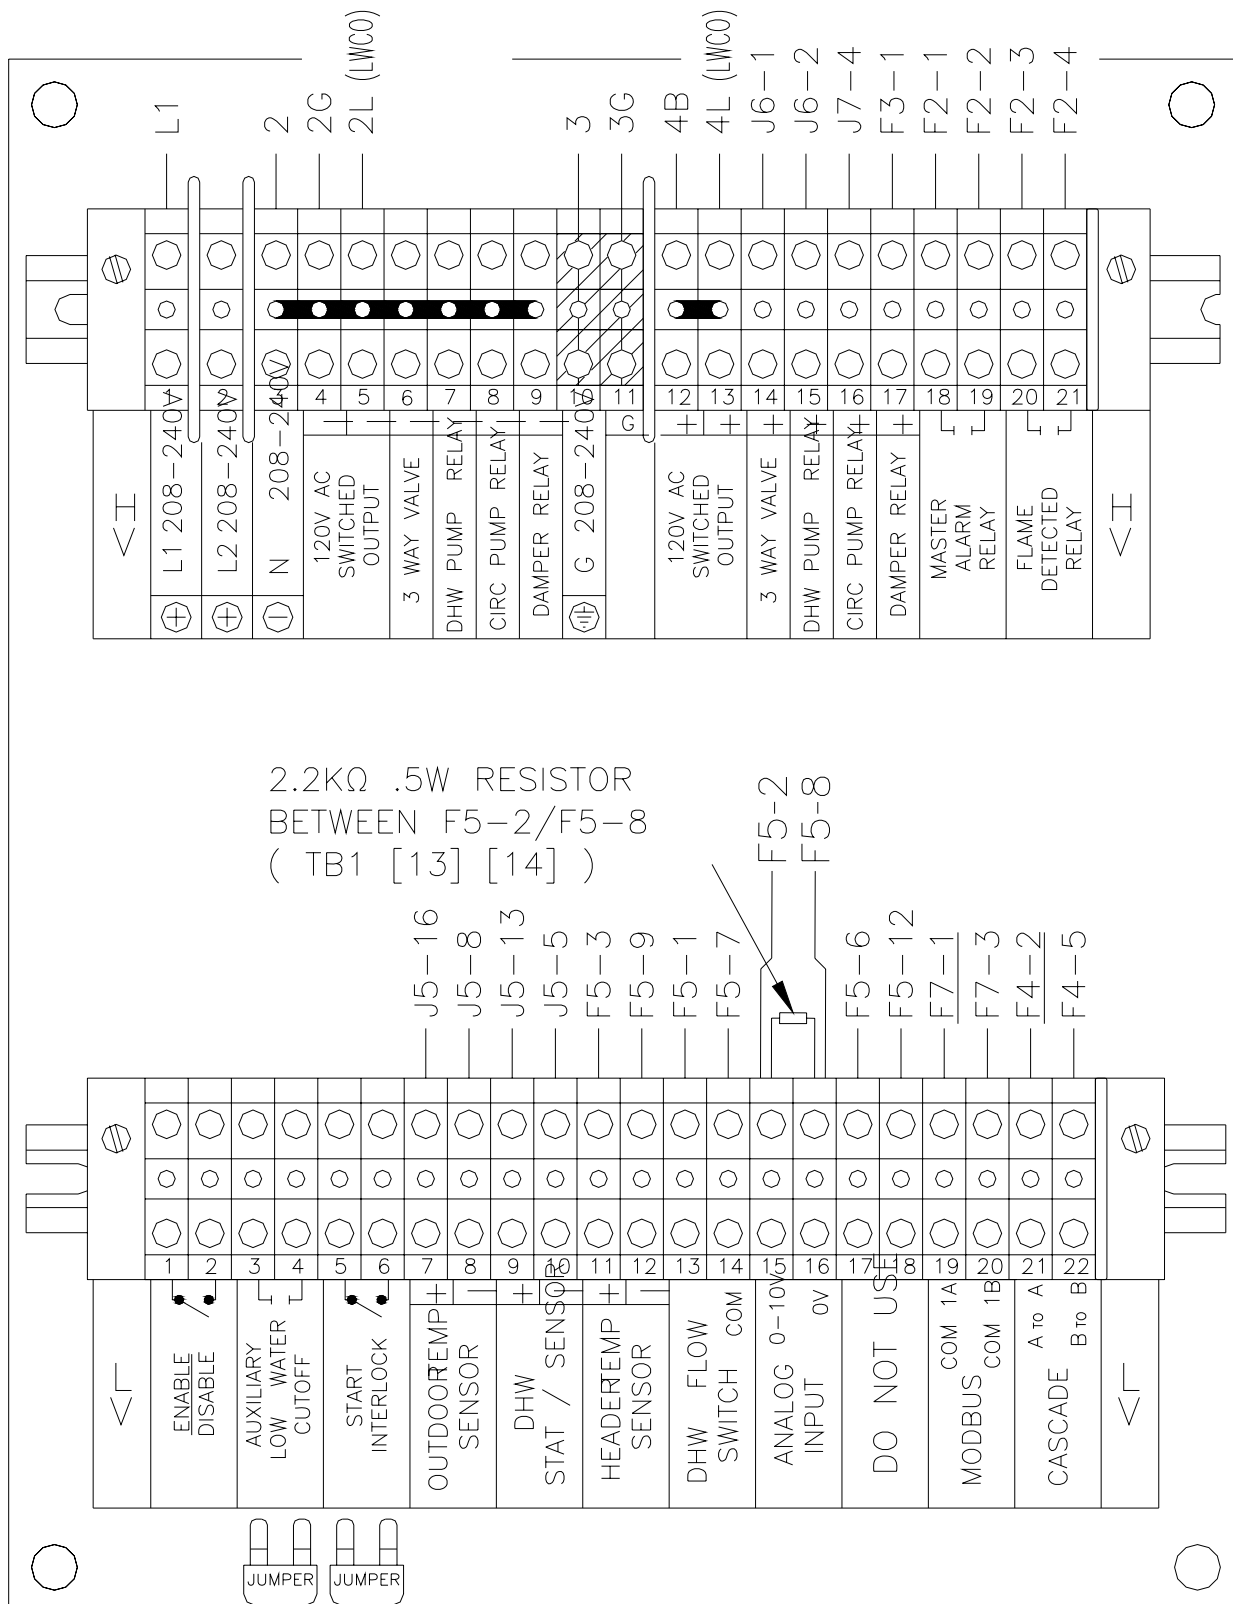 L1
2
2G
2L (LWCO)
3
3G
4B
4L (LWCO)
J6-1
J6-2
J7-4
F3-1
F2-1
F2-2
F2-3
F2-4
4 5 6 7 8 9 10 11 12 13 14 15 16 17 18 19 20 21
HV
L1 208-240V
L2 208-240V
N 208-240V
120V AC
SWITCHED
OUTPUT
3 WAY VALVE
DHW PUMP RELAY
CIRC PUMP RELAY
DAMPER RELAY
G 208-240V
G
120V AC
SWITCHED
OUTPUT
3 WAY VALVE
DHW PUMP RELAY
CIRC PUMP RELAY
DAMPER RELAY
MASTER
ALARM
RELAY
FLAME
DETECTED
RELAY
HV
2.2KΩ .5W RESISTOR
BETWEEN F5-2/F5-8
( TB1 [13] [14] )
F5-2
F5-8
J5-16
J5-8
J5-13
J5-5
F5-3
F5-9
F5-1
F5-7
F5-6
F5-12
F7-1
F7-3
F4-2
F4-5
1 2 3 4 5 6 7 8 9 10 11 12 13 14 15 16 17 18 19 20 21 22
LV
ENABLE
DISABLE
AUXILIARY
LOW WATER
CUTOFF
START
INTERLOCK
OUTDOOR TEMP
SENSOR
DHW
STAT / SENSOR
HEADER TEMP
SENSOR
DHW FLOW
SWITCH COM
ANALOG 0-10V
INPUT 0V
DO NOT USE
COM 1A
COM 1B
MODBUS
A TO A
B TO B
CASCADE
LV
JUMPER
JUMPER